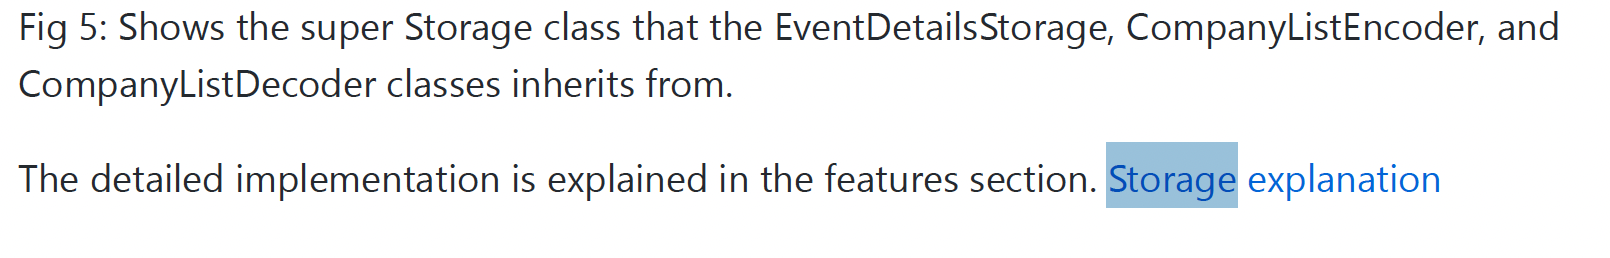 Fig 5: Shows the super Storage class that the EventDetailsStorage, CompanyListEncoder, and
CompanyListDecoder classes inherits from.
The detailed implementation is explained in the features section. Storage explanation